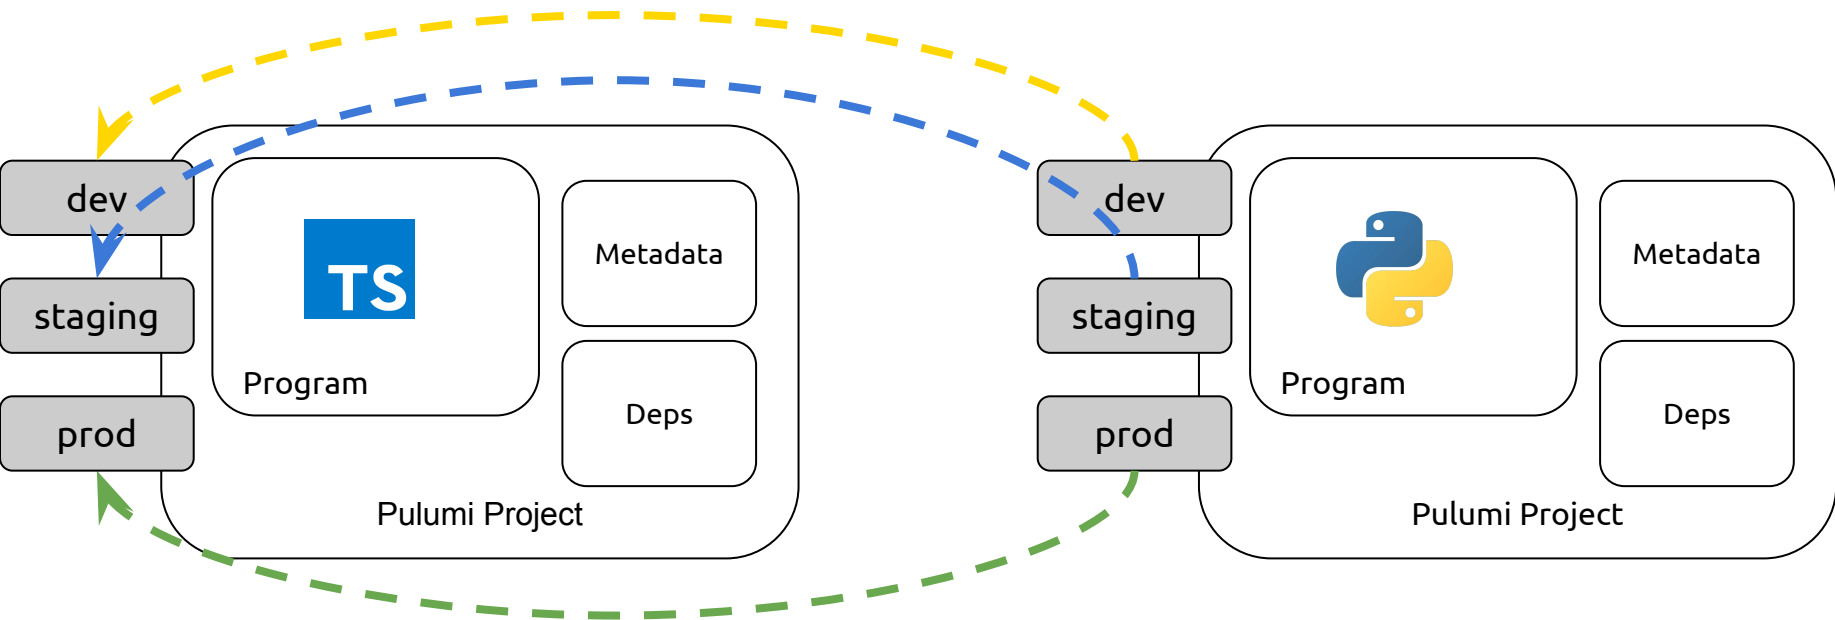 dev
staging
prod
TS
Program
Metadata
Deps
Pulumi Project
dev
staging
prod
Program
Metadata
Deps
Pulumi Project